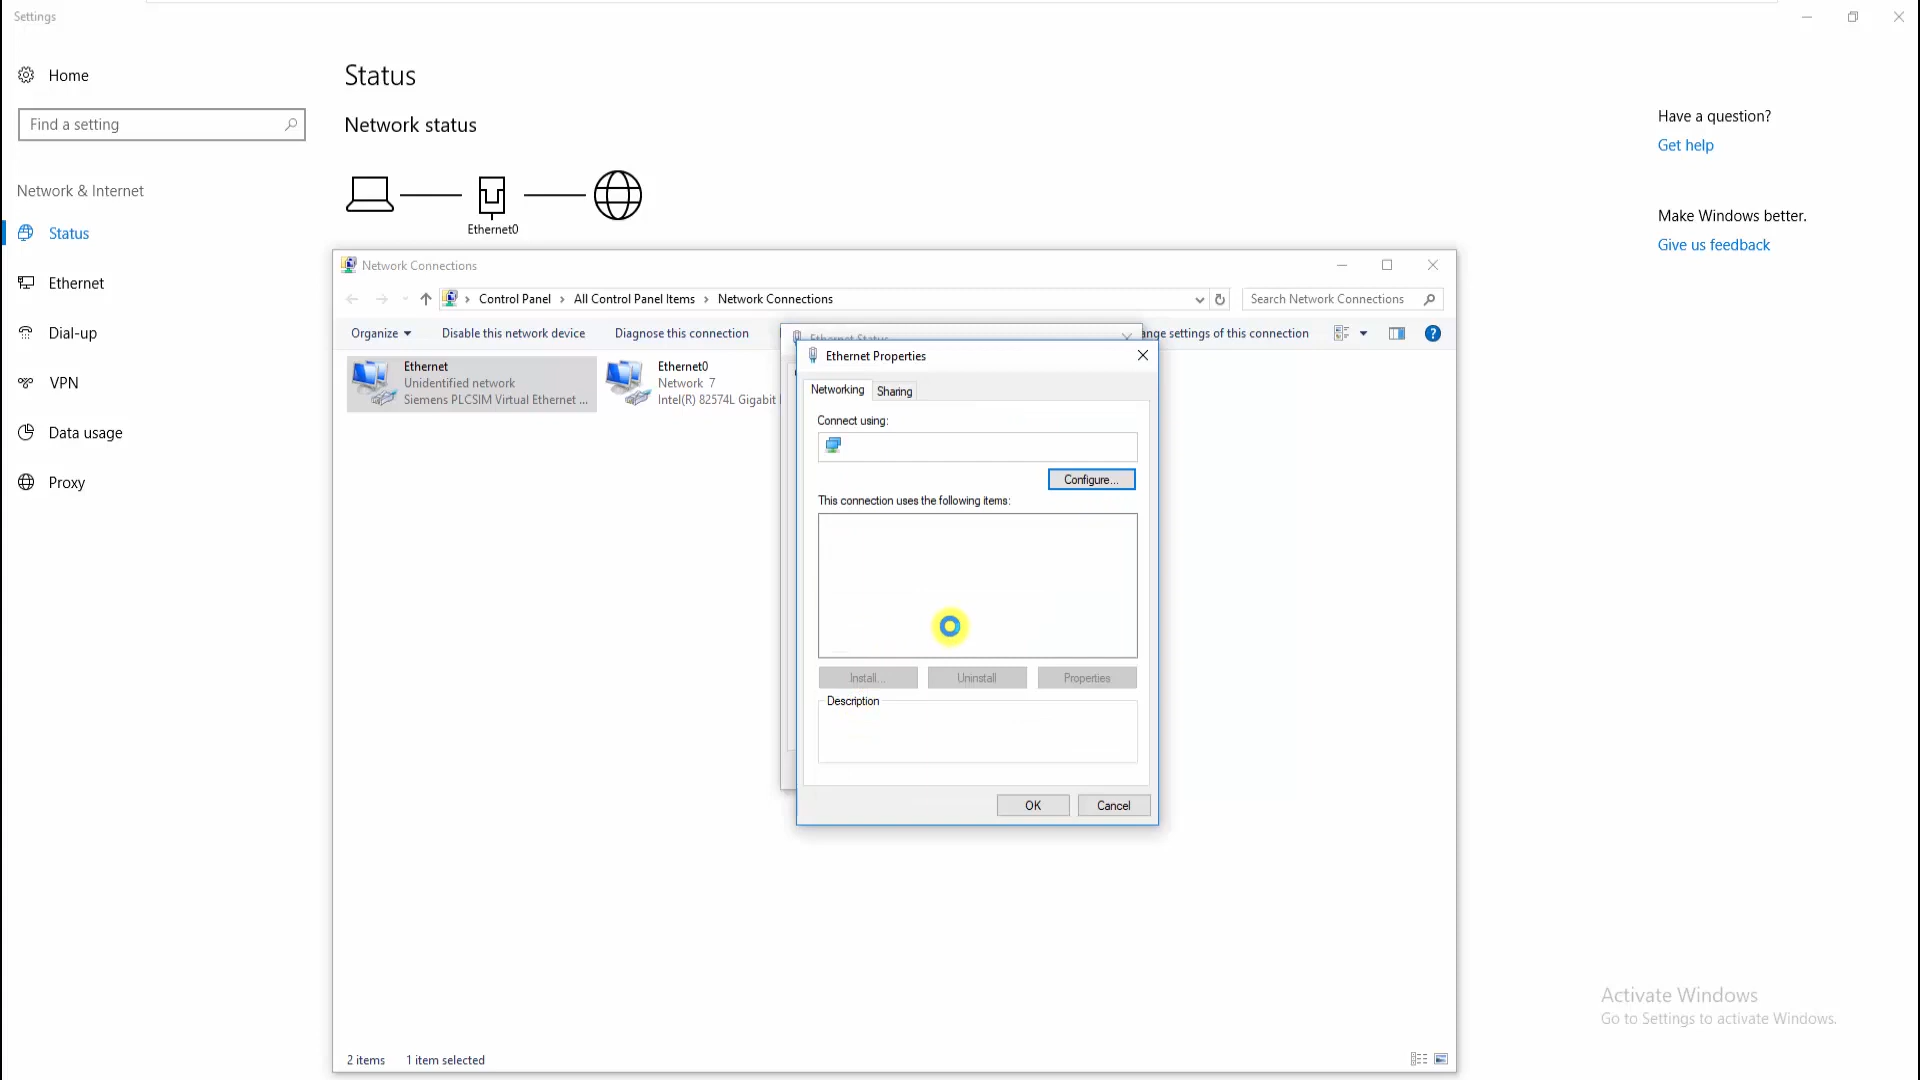 Settings
Home
Find a setting
Network & Internet
Status
Ethernet
Dial-up
VPN
Data usage
Proxy
Status
Network status
Ethernet0
Have a question?
Get help
Make Windows better.
Give us feedback
Network Connections
Control Panel > All Control Panel Items > Network Connections
Search Network Connections
Organize
Disable this network device
Diagnose this connection
ange settings of this connection
Ethernet
Unidentified network
Siemens PLCSIM Virtual Ethernet ...
Ethernet0
Network 7
Intel(R) 82574L Gigabit
Ethernet Status
Ethernet Properties
Networking
Sharing
Connect using:
Configure...
This connection uses the following items:
Install...
Uninstall
Properties
Description
OK
Cancel
2 items
1 item selected
Activate Windows
Go to Settings to activate Windows.